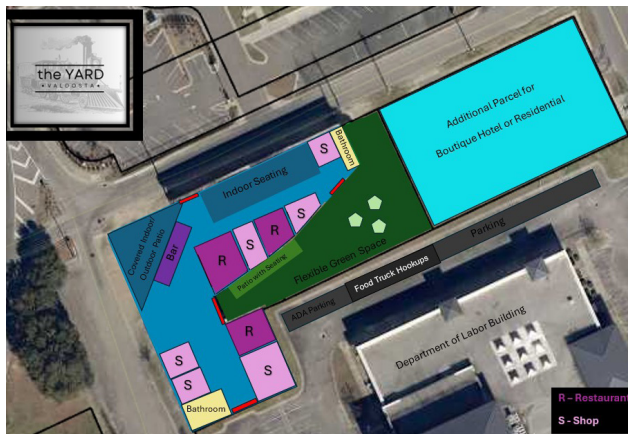 the YARD
• VALDOSTA •
Additional Parcel for
Boutique Hotel or Residential
Bathroom
S
Indoor Seating
Covered Indoor/
Outdoor Patio
Bar
R
S
R
S
Patio with Seating
Flexible Green Space
Parking
Food Truck Hookups
ADA Parking
R
S
S
S
Bathroom
Department of Labor Building
R – Restaurant
S - Shop